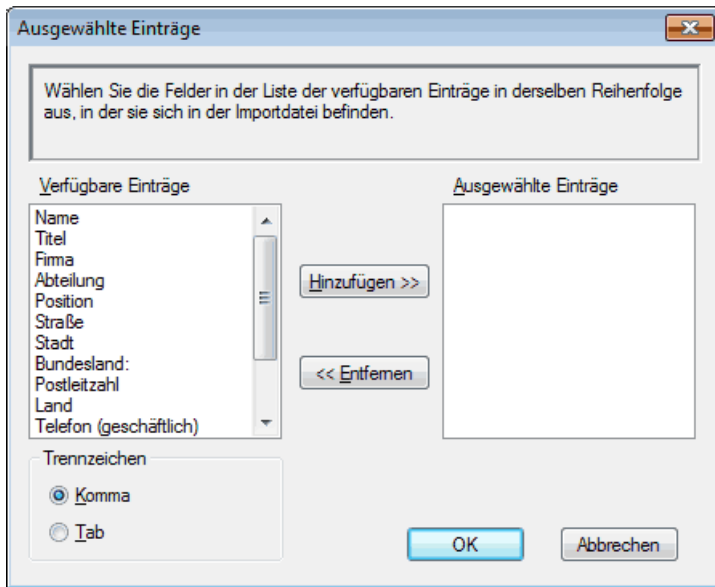 Ausgewählte Einträge
Wählen Sie die Felder in der Liste der verfügbaren Einträge in derselben Reihenfolge
aus, in der sie sich in der Importdatei befinden.
Verfügbare Einträge
Name
Titel
Firma
Abteilung
Position
Straße
Stadt
Bundesland:
Postleitzahl
Land
Telefon (geschäftlich)
Hinzufügen >>
<< Entfernen
Ausgewählte Einträge
Trennzeichen
Komma
Tab
OK
Abbrechen